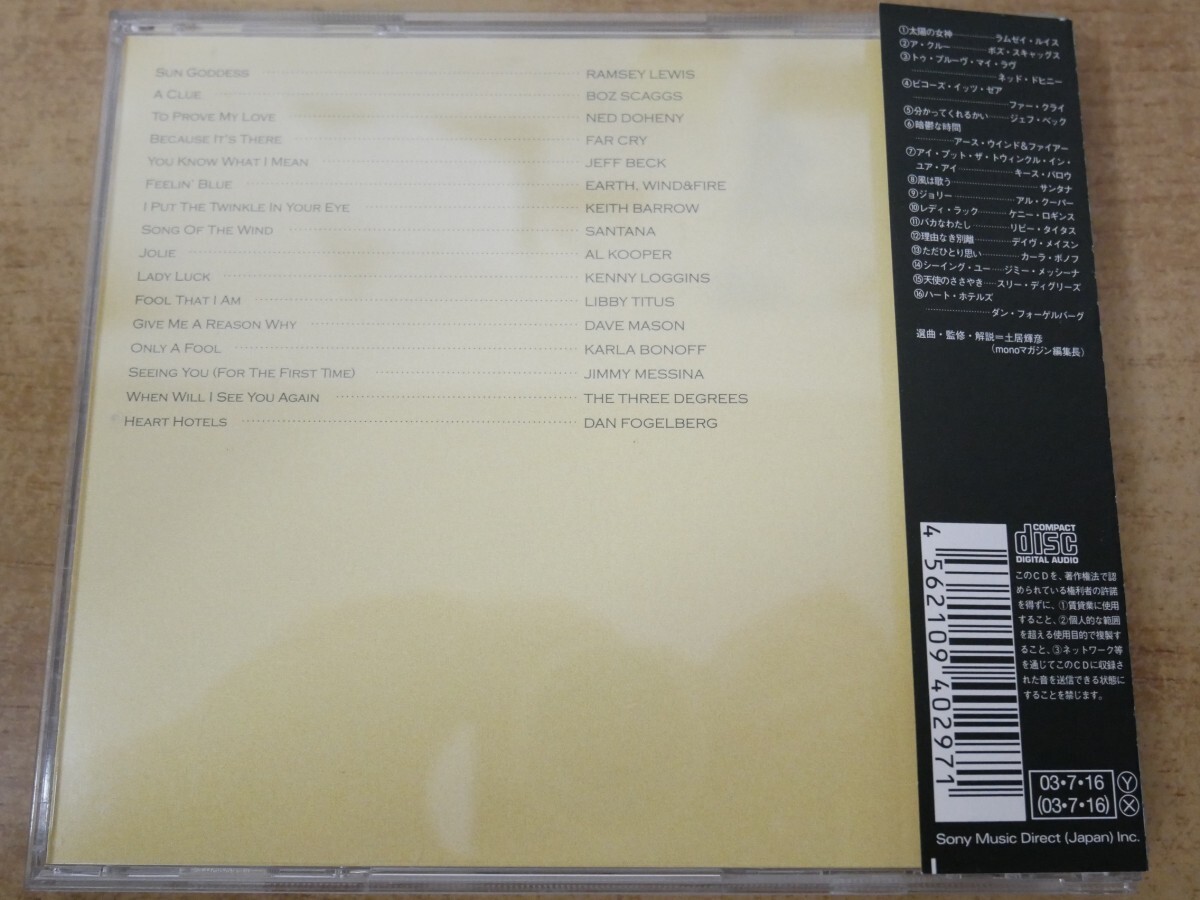 SUN GODDESS RAMSEY LEWIS
A CLUE BOZ SCAGGS
TO PROVE MY LOVE NED DOHENY
BECAUSE IT'S THERE FAR CRY
YOU KNOW WHAT I MEAN JEFF BECK
FEELIN' BLUE EARTH, WIND&FIRE
I PUT THE TWINKLE IN YOUR EYE KEITH BARROW
SONG OF THE WIND SANTANA
JOLIE AL KOOPER
LADY LUCK KENNY LOGGINS
FOOL THAT I AM LIBBY TITUS
GIVE ME A REASON WHY DAVE MASON
ONLY A FOOL KARLA BONOFF
SEEING YOU (FOR THE FIRST TIME) JIMMY MESSINA
WHEN WILL I SEE YOU AGAIN THE THREE DEGREES
HEART HOTELS DAN FOGELBERG
①太陽の女神 ラムゼイ・ルイス
②ア・クルー ボズ・スキャッグス
③トゥ・プルーヴ・マイ・ラヴ
ネッド・ドヒニー
④ビコーズ・イッツ・ゼア
ファー・クライ
⑤分かってくれるかい ジェフ・ベック
⑥暗鬱な時間
アース・ウインド&ファイアー
⑦アイ・プット・ザ・トゥインクル・イン・
ユア・アイ キース・バロウ
⑧風は歌う サンタナ
⑨ジョリー アル・クーパー
⑩レディ・ラック ケニー・ロギンス
⑪バカなわたし リビー・タイタス
⑫理由なき別離 デイヴ・メイスン
⑬ただひとり思い カーラ・ボノフ
⑭シーイング・ユー ジミー・メッシーナ
⑮天使のささやき スリー・ディグリーズ
⑯ハート・ホテルズ
ダン・フォーゲルバーグ
選曲・監修・解説=土居輝彦
(monoマガジン編集長)
COMPACT
disc
DIGITAL AUDIO
このCDを、著作権法で認
められている権利者の許諾
を得ずに、①賃貸業に使用
すること、②個人的な範囲
を超える使用目的で複製す
ること、③ネットワーク等
を通じてこのCDに収録さ
れた音を送信できる状態に
することを禁じます。
4 562109 402971
03・7・16 Ⓨ
(03・7・16) Ⓧ
Sony Music Direct (Japan) Inc.